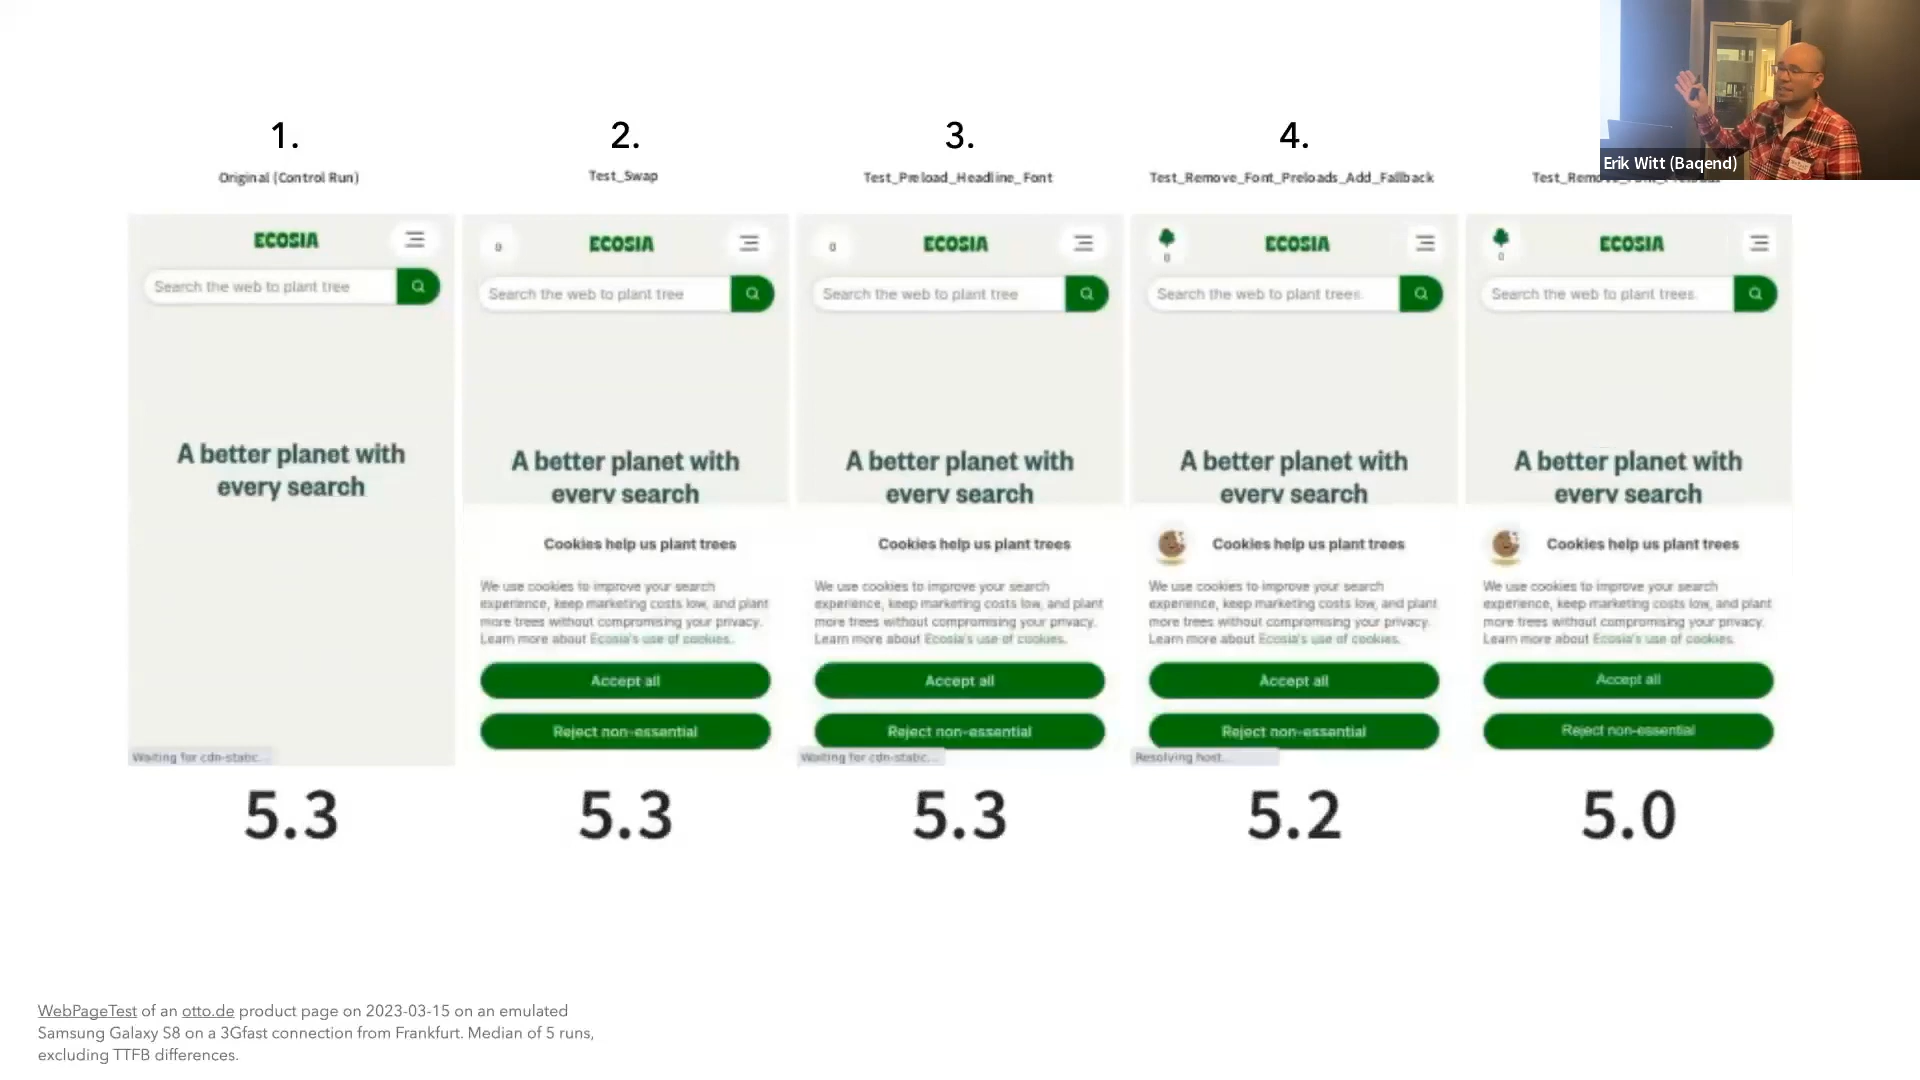 Erik Witt (Baqend)
1.
Original (Control Run)
ECOSIA
Search the web to plant tree
A better planet with
every search
Waiting for cdn-static...
5.3
2.
Test_Swap
0
ECOSIA
Search the web to plant tree
A better planet with
every search
Cookies help us plant trees
We use cookies to improve your search
experience, keep marketing costs low, and plant
more trees without compromising your privacy.
Learn more about Ecosia's use of cookies.
Accept all
Reject non-essential
5.3
3.
Test_Preload_Headline_Font
0
ECOSIA
Search the web to plant tree
A better planet with
every search
Cookies help us plant trees
We use cookies to improve your search
experience, keep marketing costs low, and plant
more trees without compromising your privacy.
Learn more about Ecosia's use of cookies.
Accept all
Reject non-essential
Waiting for cdn-static...
5.3
4.
Test_Remove_Font_Preloads_Add_Fallback
0
ECOSIA
Search the web to plant trees
A better planet with
every search
Cookies help us plant trees
We use cookies to improve your search
experience, keep marketing costs low, and plant
more trees without compromising your privacy.
Learn more about Ecosia's use of cookies.
Accept all
Reject non-essential
Resolving host...
5.2
0
ECOSIA
Search the web to plant trees
A better planet with
every search
Cookies help us plant trees
We use cookies to improve your search
experience, keep marketing costs low, and plant
more trees without compromising your privacy.
Learn more about Ecosia's use of cookies.
Accept all
Reject non-essential
5.0
WebPageTest of an otto.de product page on 2023-03-15 on an emulated
Samsung Galaxy S8 on a 3Gfast connection from Frankfurt. Median of 5 runs,
excluding TTFB differences.